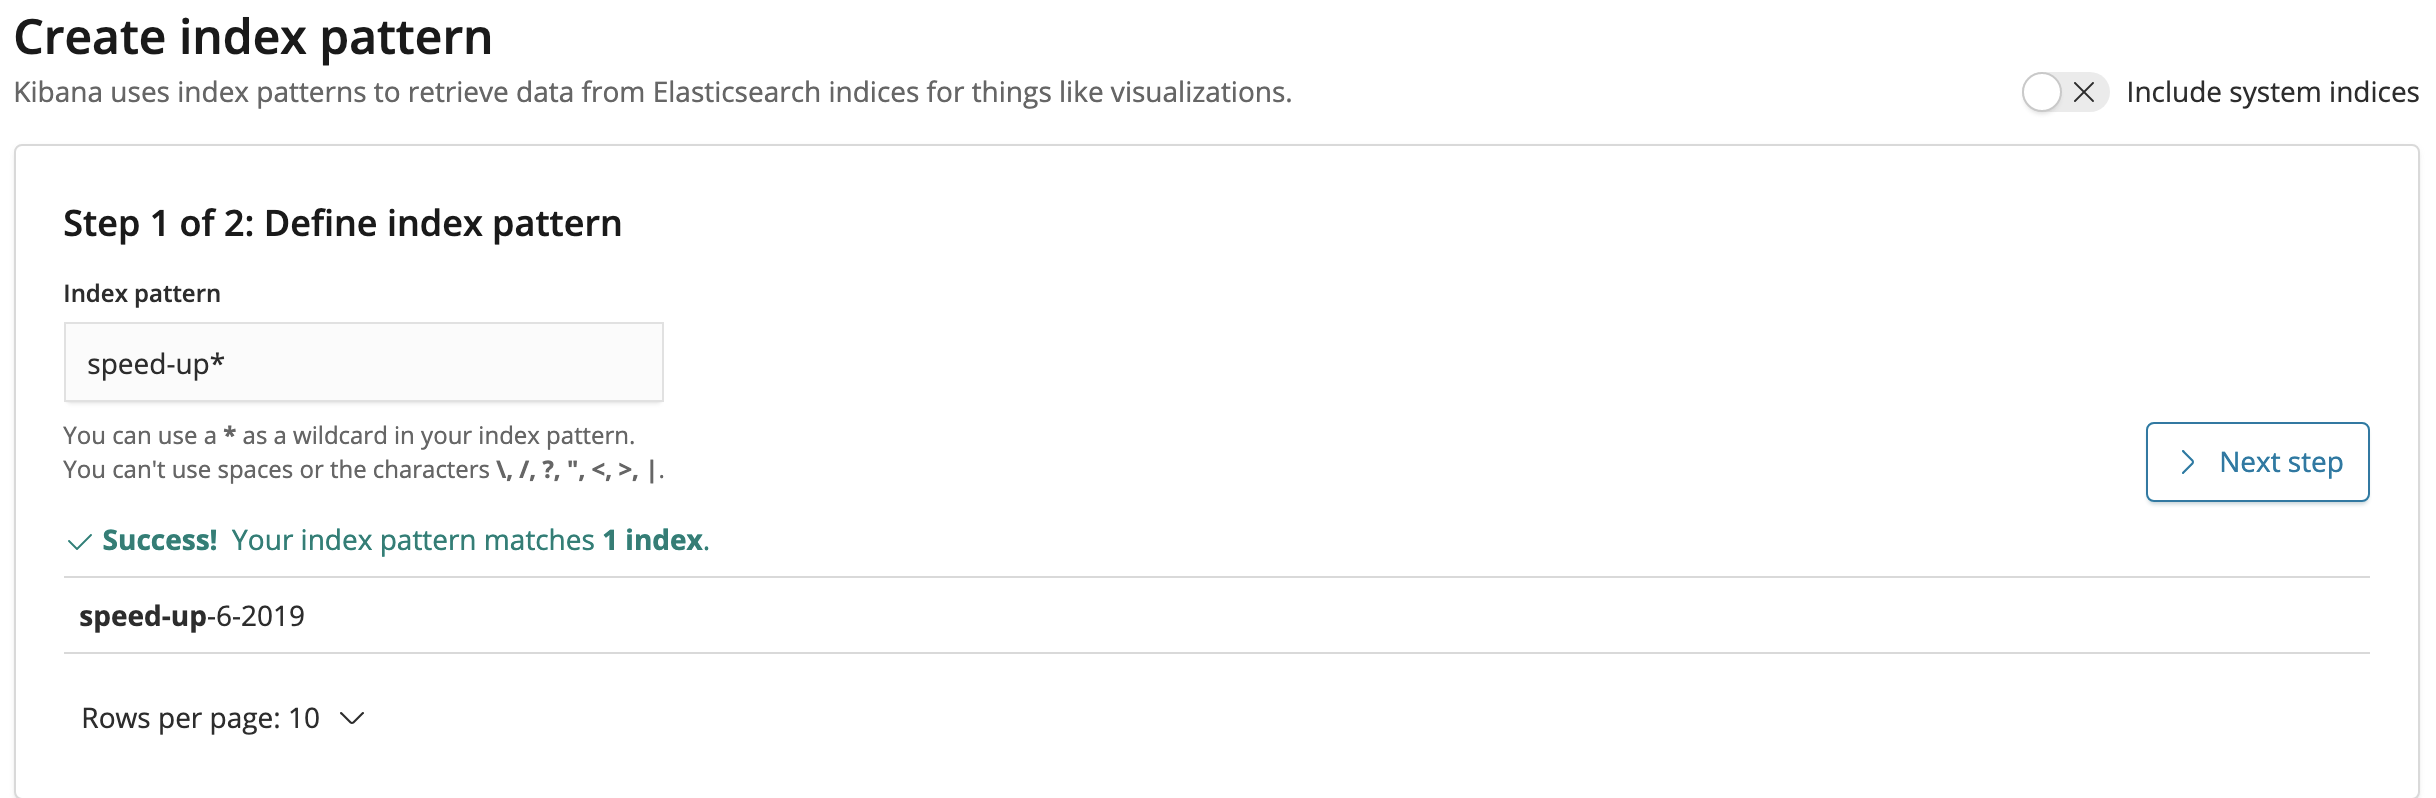 Create index pattern
Kibana uses index patterns to retrieve data from Elasticsearch indices for things like visualizations.
Include system indices
Step 1 of 2: Define index pattern
Index pattern
speed-up*
You can use a * as a wildcard in your index pattern.
You can't use spaces or the characters \, /, ?, ", <, >, |.
Next step
Success! Your index pattern matches 1 index.
speed-up-6-2019
Rows per page: 10